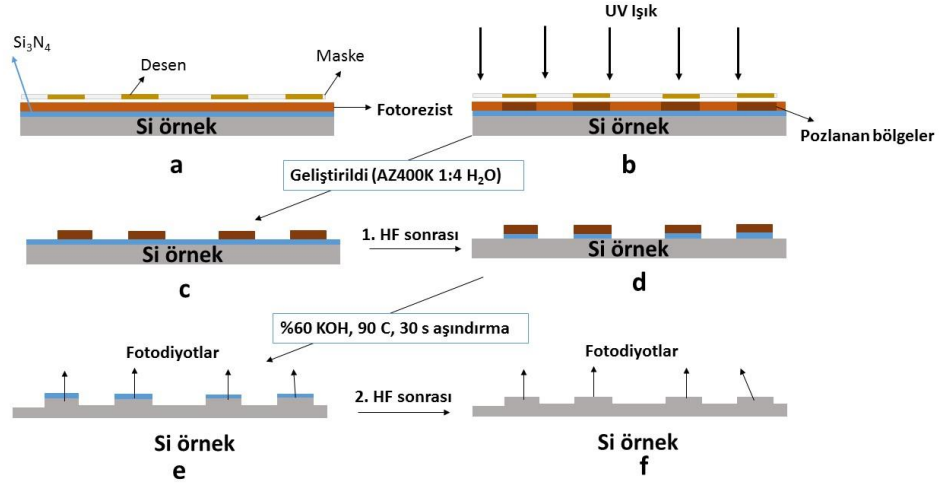 Si3N4
Desen
Maske
Fotorezist
Si örnek
a
UV Işık
Si örnek
Pozlanan bölgeler
b
Geliştirildi (AZ400K 1:4 H2O)
Si örnek
c
1. HF sonrası
Si örnek
d
%60 KOH, 90 C, 30 s aşındırma
Fotodiyotlar
Si örnek
e
2. HF sonrası
Fotodiyotlar
Si örnek
f